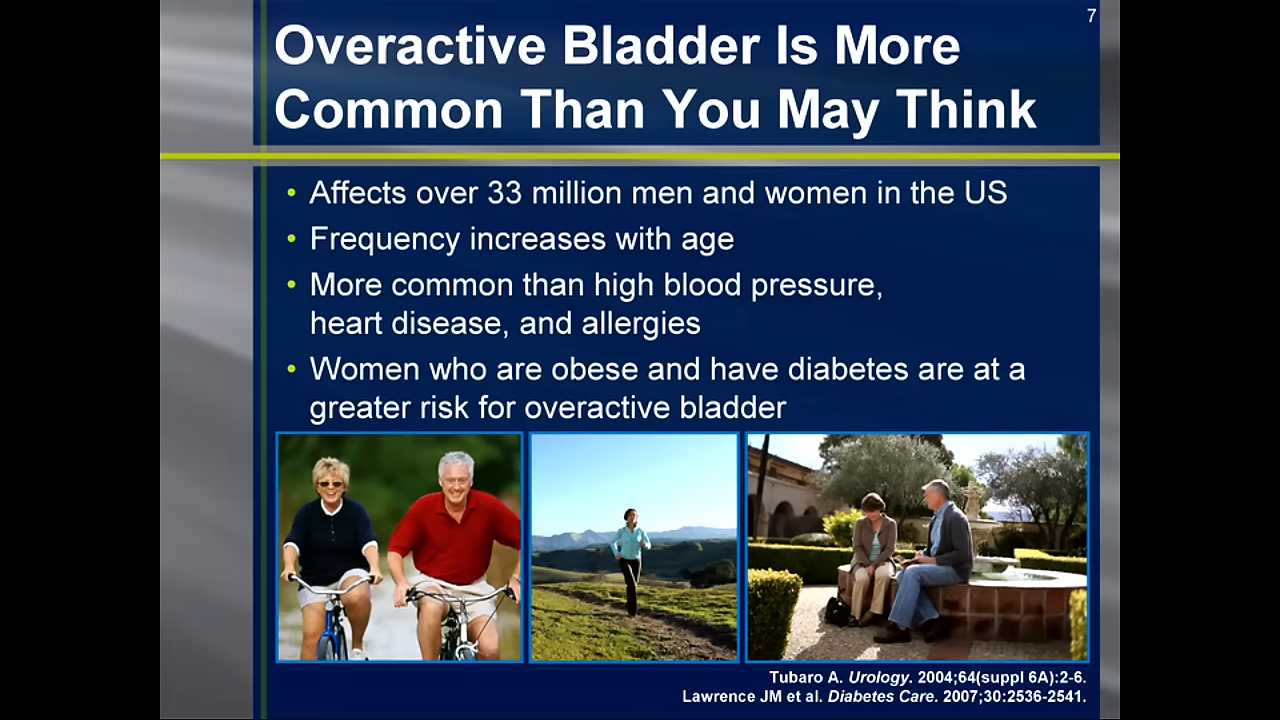 7
Overactive Bladder Is More
Common Than You May Think
• Affects over 33 million men and women in the US
• Frequency increases with age
• More common than high blood pressure,
heart disease, and allergies
• Women who are obese and have diabetes are at a
greater risk for overactive bladder
Tubaro A. Urology. 2004;64(suppl 6A):2-6.
Lawrence JM et al. Diabetes Care. 2007;30:2536-2541.